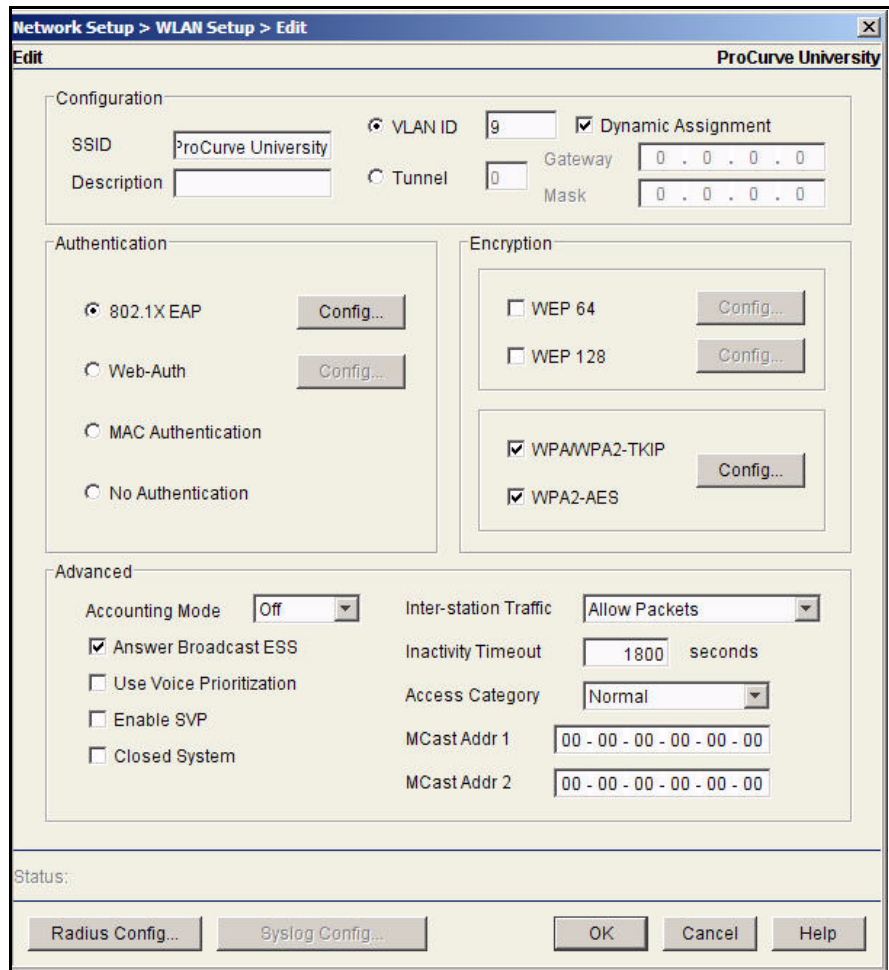 Network Setup > WLAN Setup > Edit
Edit ProCurve University
Configuration
SSID ProCurve University
VLAN ID 9 Dynamic Assignment
Description
Tunnel 0
Gateway 0 . 0 . 0 . 0
Mask 0 . 0 . 0 . 0
Authentication
802.1X EAP Config...
Web-Auth Config...
MAC Authentication
No Authentication
Encryption
WEP 64 Config...
WEP 128 Config...
WPA/WPA2-TKIP
Config...
WPA2-AES
Advanced
Accounting Mode Off
Answer Broadcast ESS
Use Voice Prioritization
Enable SVP
Closed System
Inter-station Traffic Allow Packets
Inactivity Timeout 1800 seconds
Access Category Normal
MCast Addr 1 00 - 00 - 00 - 00 - 00 - 00
MCast Addr 2 00 - 00 - 00 - 00 - 00 - 00
Status:
Radius Config... Syslog Config... OK Cancel Help